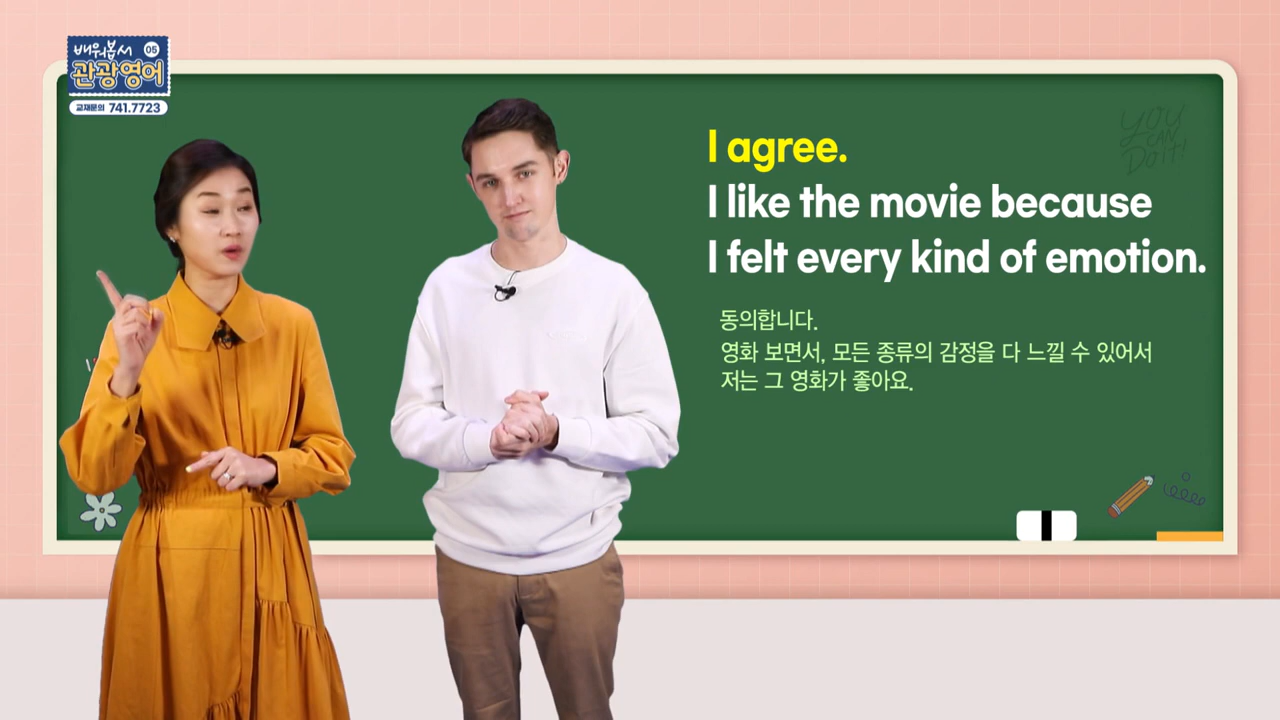 배워봅서 05
관광영어
교재문의 741.7723
YOU
CAN
Do it!
I agree.
I like the movie because
I felt every kind of emotion.
동의합니다.
영화 보면서, 모든 종류의 감정을 다 느낄 수 있어서
저는 그 영화가 좋아요.